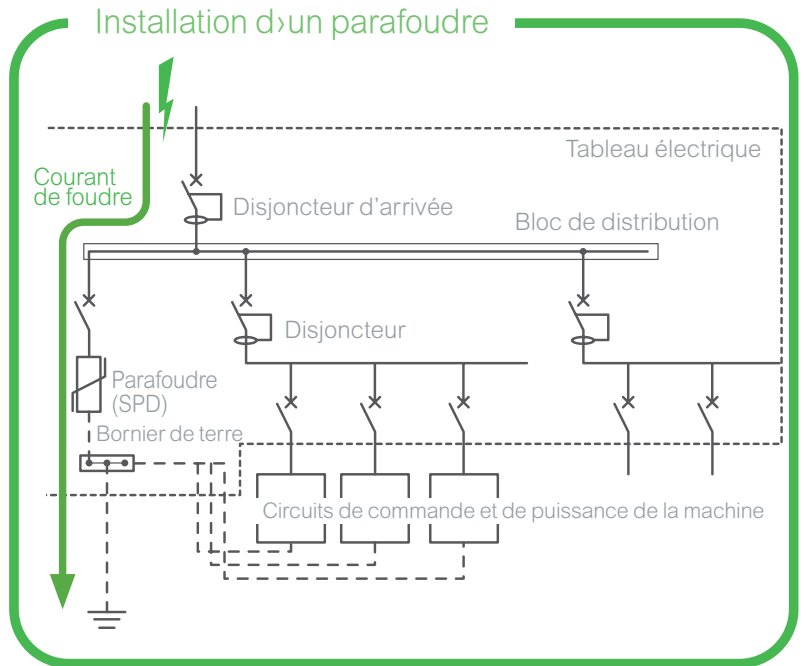 Installation d›un parafoudre
Tableau électrique
Courant
de foudre
Disjoncteur d'arrivée
Bloc de distribution
Disjoncteur
Parafoudre
(SPD)
Bornier de terre
Circuits de commande et de puissance de la machine